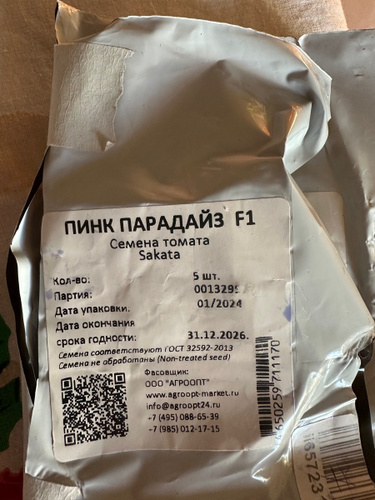 ПИНК ПАРАДАЙЗ F1
Семена томата
Sakata
Кол-во: 5 шт.
Партия: 0013295
Дата упаковки: 01/2024
Дата окончания
срока годности: 31.12.2026.
Семена соответствуют ГОСТ 32592-2013
Семена не обработаны (Non-treated seed)
Фасовщик:
ООО "АГРООПТ"
www.agroopt-market.ru
info@agroopt24.ru
+7 (495) 088-65-39
+7 (985) 012-17-15
4650259711170